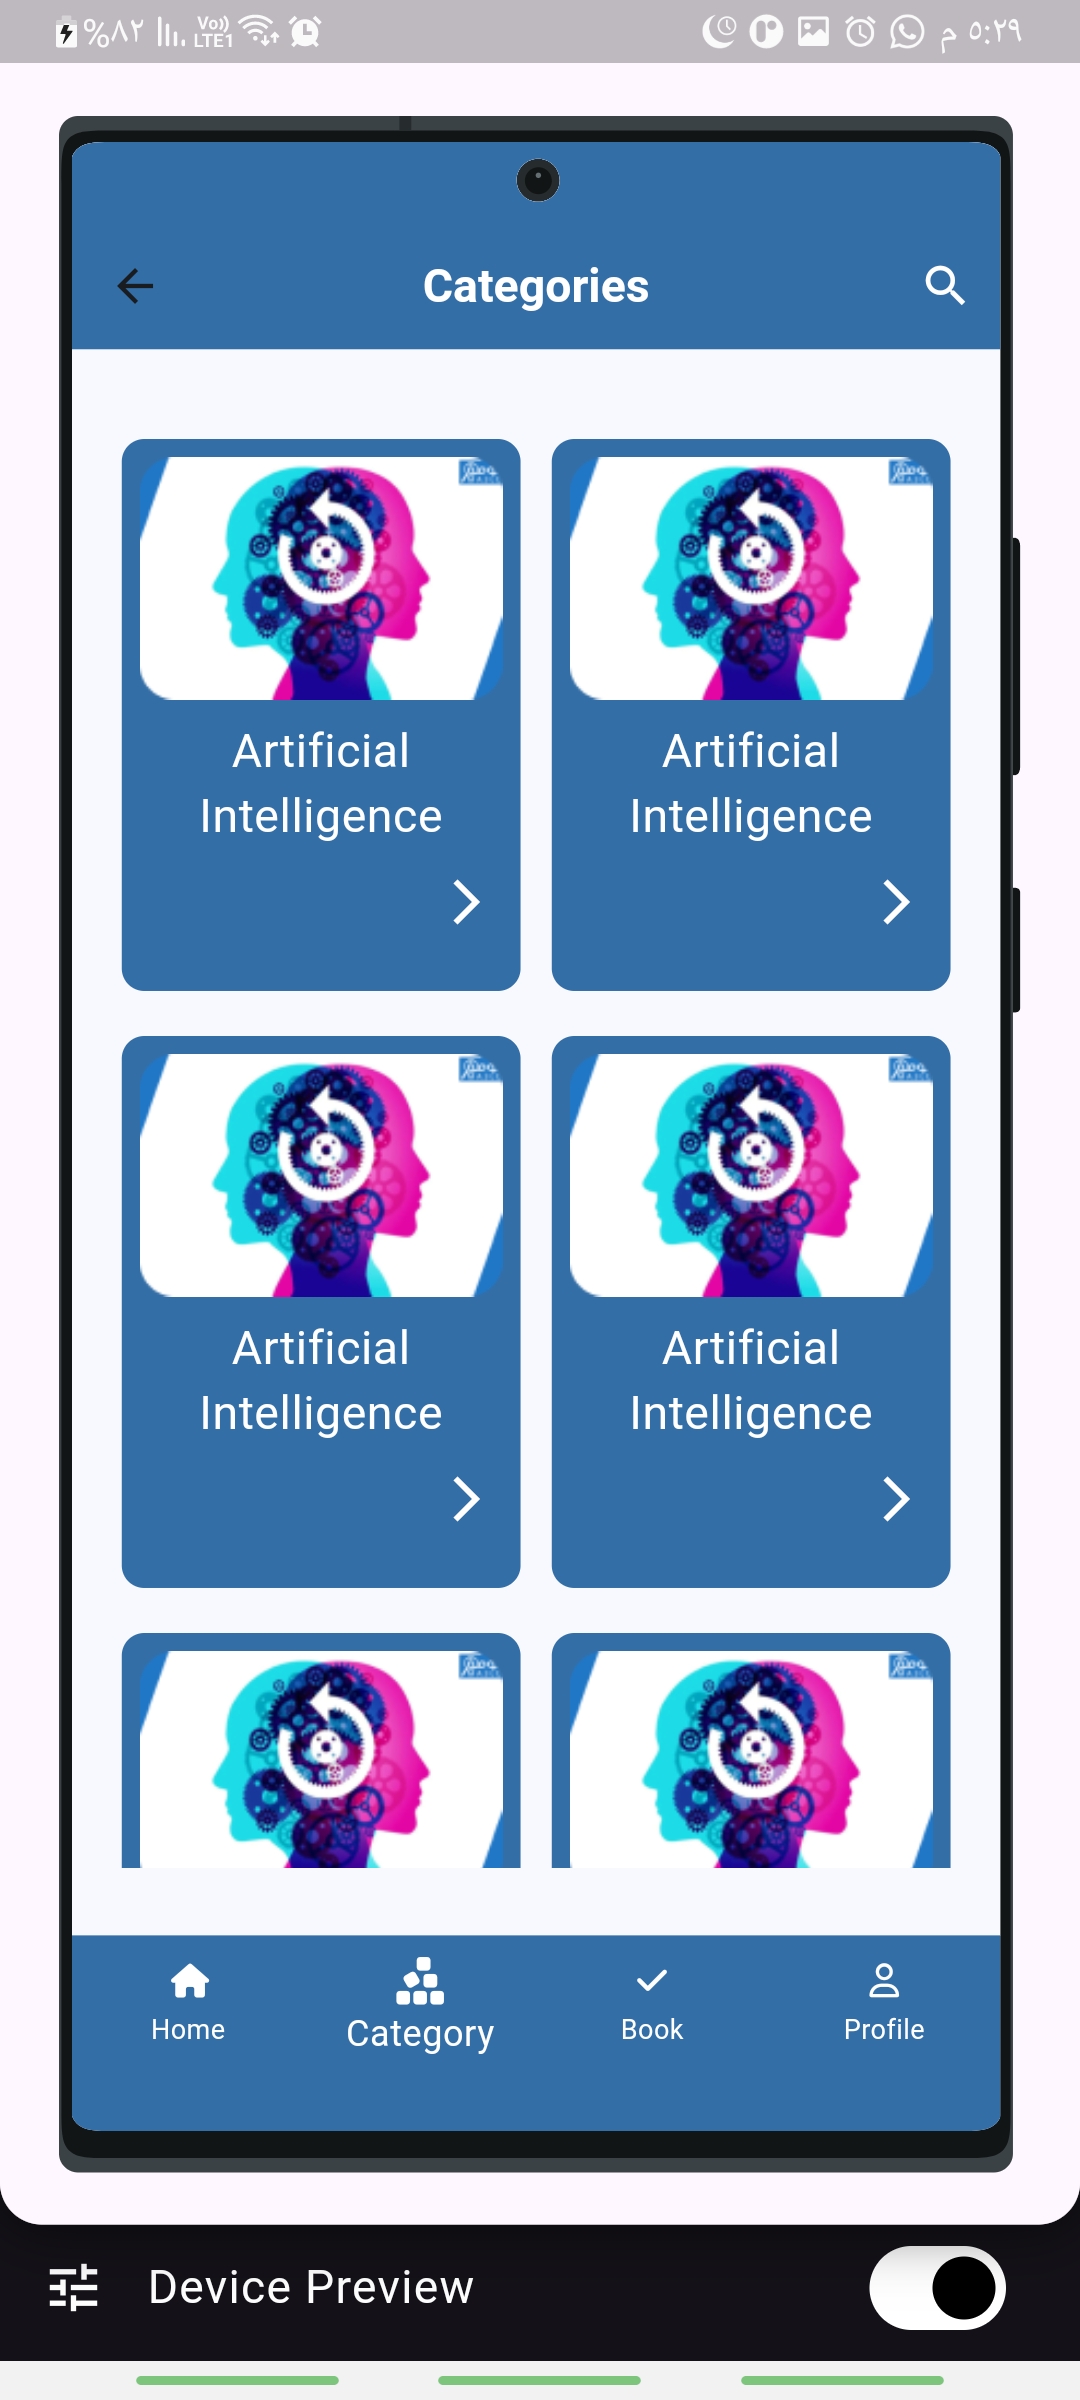 %٨٢ Vo)) LTE1 ٥:٢٩ م
Categories
Artificial Intelligence
Artificial Intelligence
Artificial Intelligence
Artificial Intelligence
Home
Category
Book
Profile
Device Preview